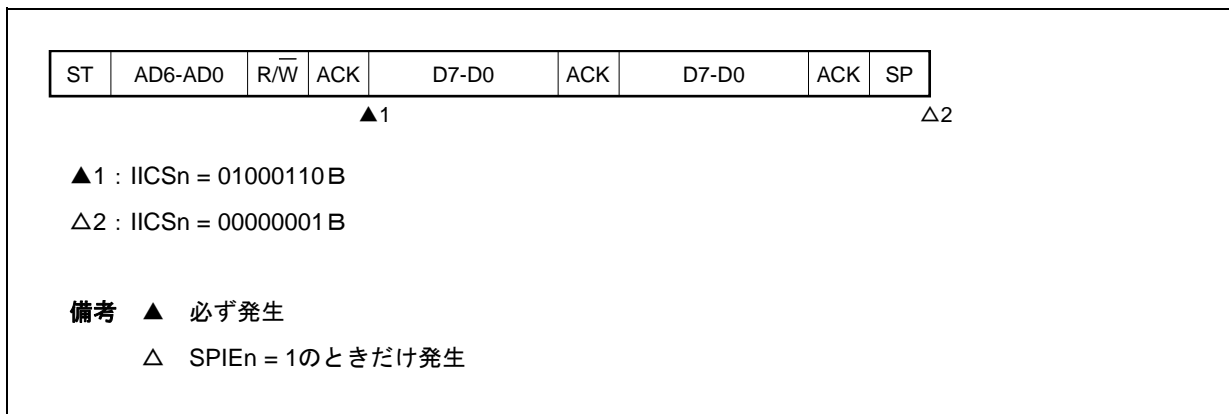 ST AD6-AD0 R/W̅ ACK D7-D0 ACK D7-D0 ACK SP
▲1 △2
▲1：IICSn = 01000110B
△2：IICSn = 00000001B
備考 ▲ 必ず発生
△ SPIEn = 1のときだけ発生